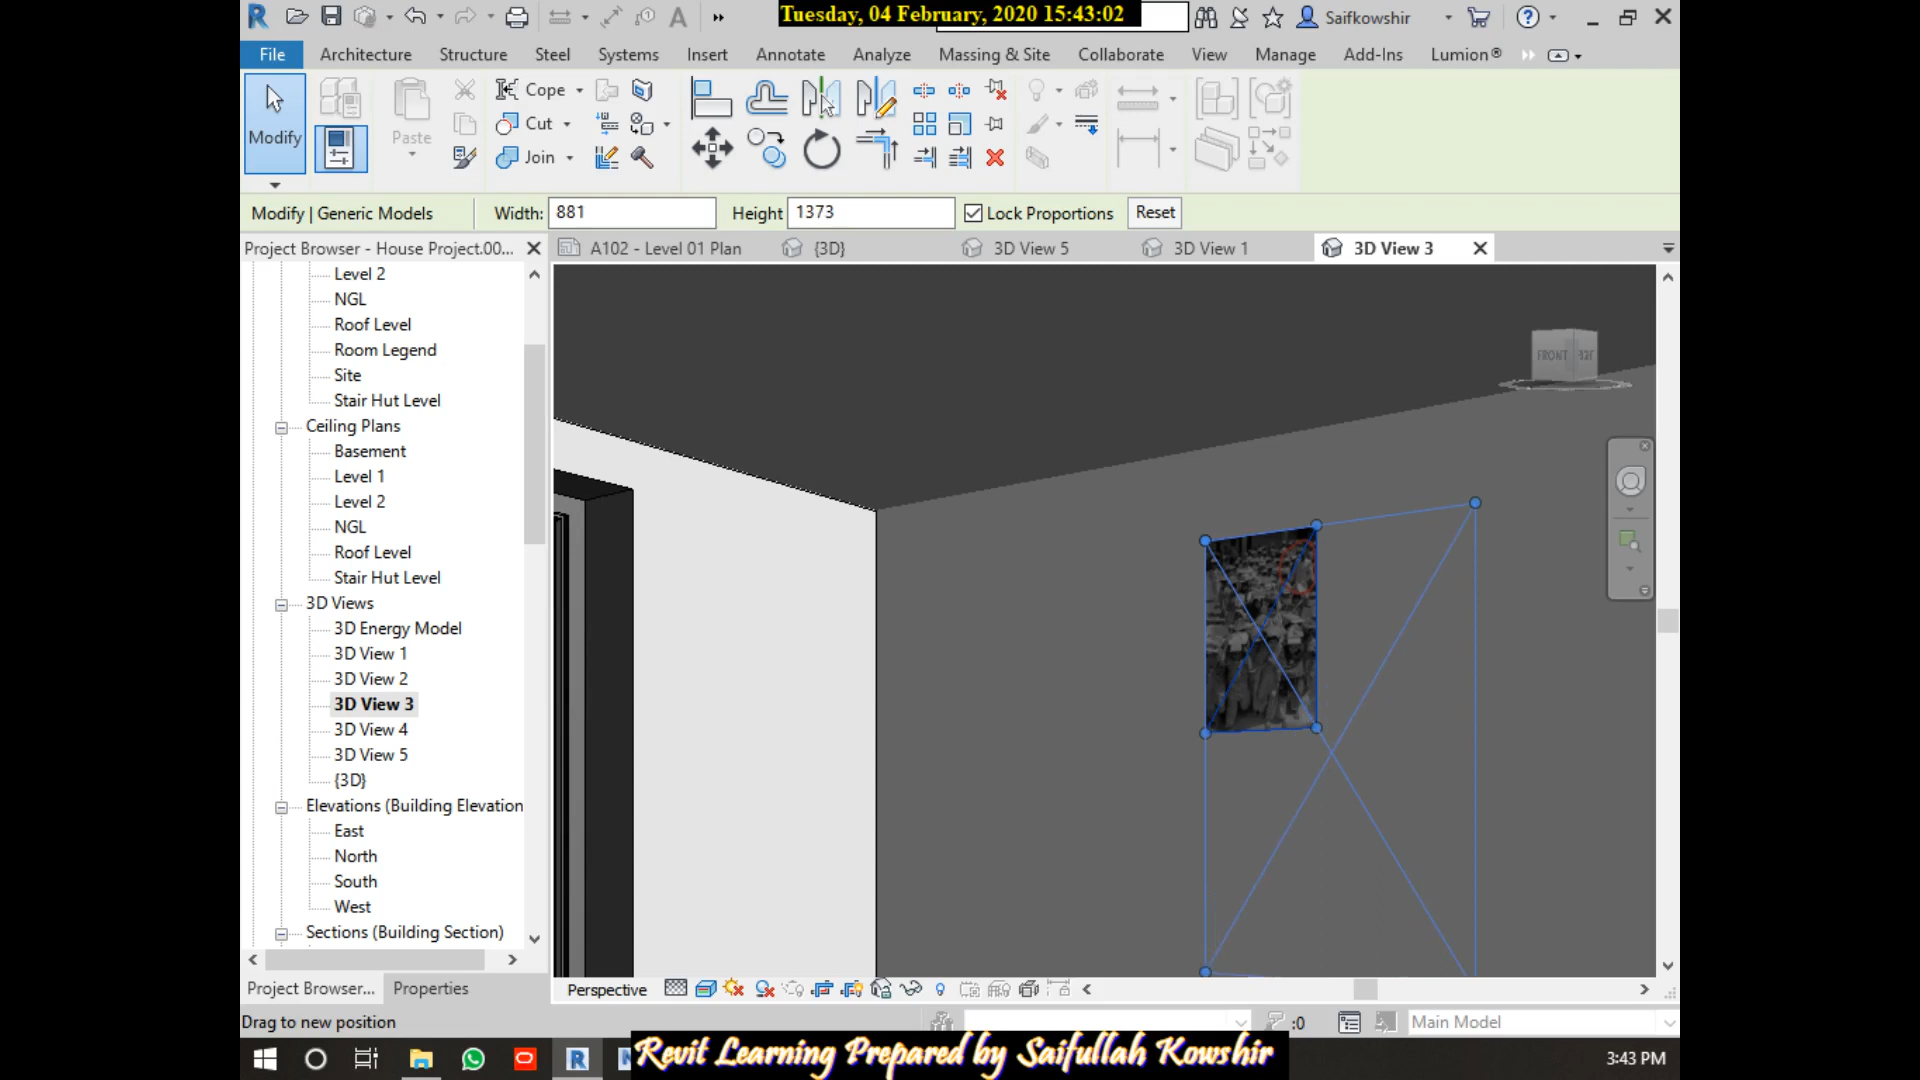 Tuesday, 04 February, 2020 15:43:02
Saifkowshir
File Architecture Structure Steel Systems Insert Annotate Analyze Massing & Site Collaborate View Manage Add-Ins Lumion®
Modify
Paste
Cope
Cut
Join
Modify | Generic Models Width: 881 Height 1373 Lock Proportions Reset
Project Browser - House Project.00...
A102 - Level 01 Plan {3D} 3D View 5 3D View 1 3D View 3
Level 2
NGL
Roof Level
Room Legend
Site
Stair Hut Level
Ceiling Plans
Basement
Level 1
Level 2
NGL
Roof Level
Stair Hut Level
3D Views
3D Energy Model
3D View 1
3D View 2
3D View 3
3D View 4
3D View 5
{3D}
Elevations (Building Elevation
East
North
South
West
Sections (Building Section)
FRONT
Project Browser... Properties
Perspective
Drag to new position
:0
Main Model
Revit Learning Prepared by Saifullah Kowshir
3:43 PM